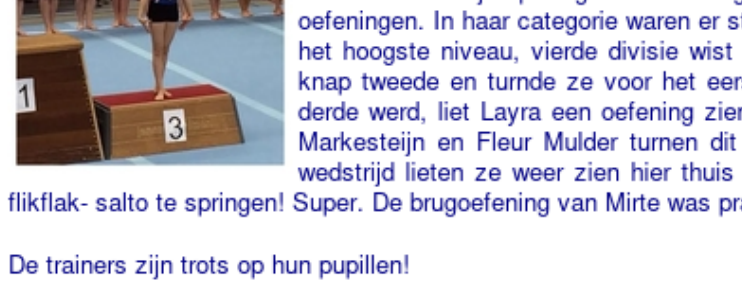 oefeningen. In haar categorie waren er
het hoogste niveau, vierde divisie wist
knap tweede en turnde ze voor het
derde werd, liet Layra een oefening
Markesteijn en Fleur Mulder turnen dit
wedstrijd lieten ze weer zien hier thuis
flikflak- salto te springen! Super. De brugoefening van Mirte was
De trainers zijn trots op hun pupillen!
1
3